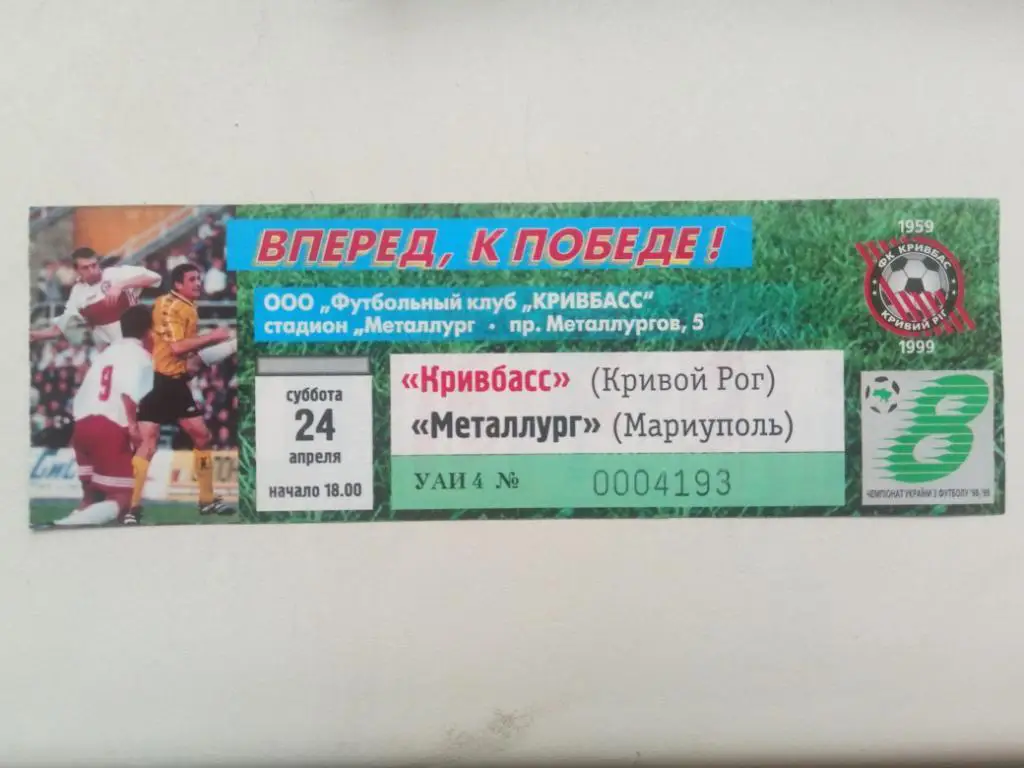 ВПЕРЕД, К ПОБЕДЕ!
ООО „Футбольный клуб „КРИВБАСС“
стадион „Металлург · пр. Металлургов, 5
суббота
24
апреля
начало 18.00
«Кривбасс» (Кривой Рог)
«Металлург» (Мариуполь)
УАИ 4 № 0004193
1959
ФК КРИВБАС
КРИВИЙ РІГ
1999
8
ЧЕМПІОНАТ УКРАЇНИ З ФУТБОЛУ '98-'99
9